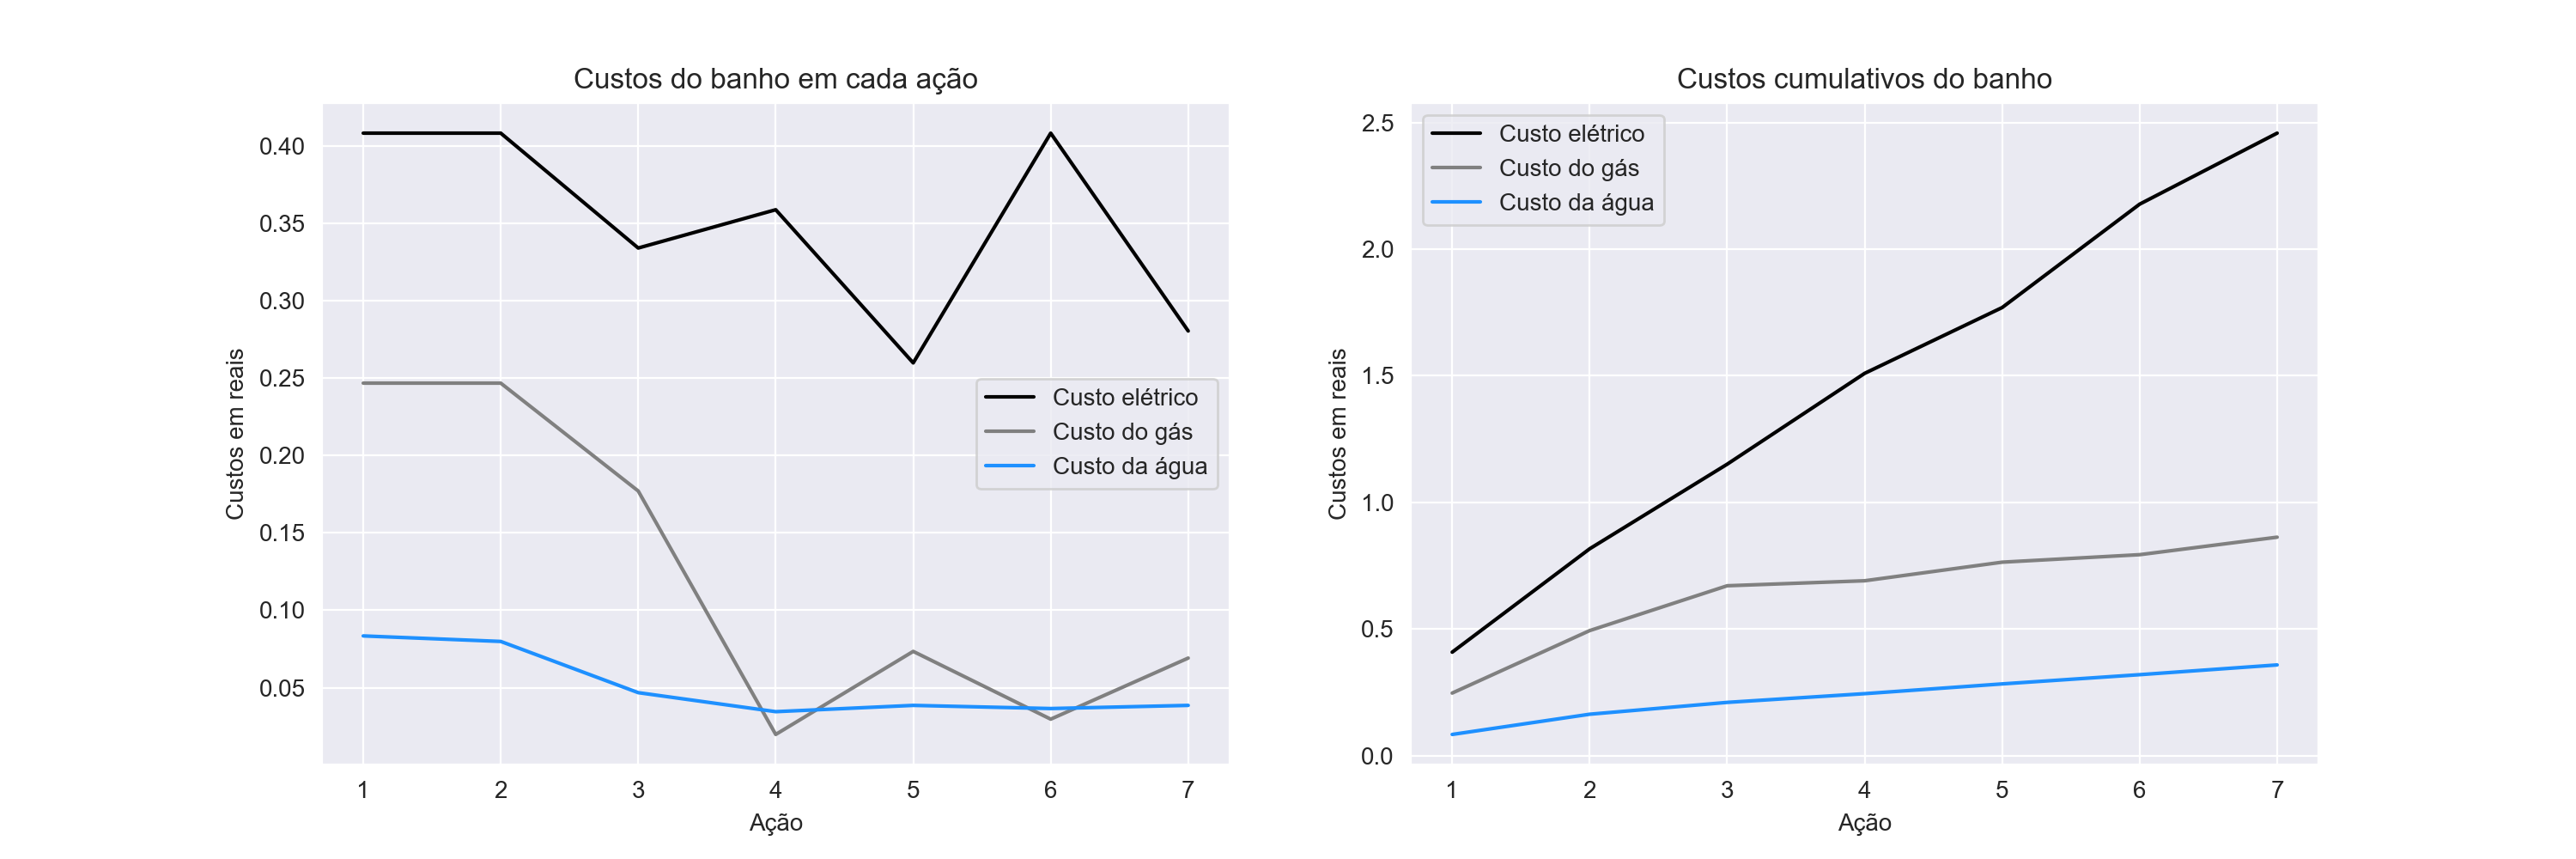 Custos do banho em cada ação
Custos em reais
0.40
0.35
0.30
0.25
0.20
0.15
0.10
0.05
Custo elétrico
Custo do gás
Custo da água
1 2 3 4 5 6 7
Ação
Custos cumulativos do banho
Custos em reais
2.5
2.0
1.5
1.0
0.5
0.0
Custo elétrico
Custo do gás
Custo da água
1 2 3 4 5 6 7
Ação